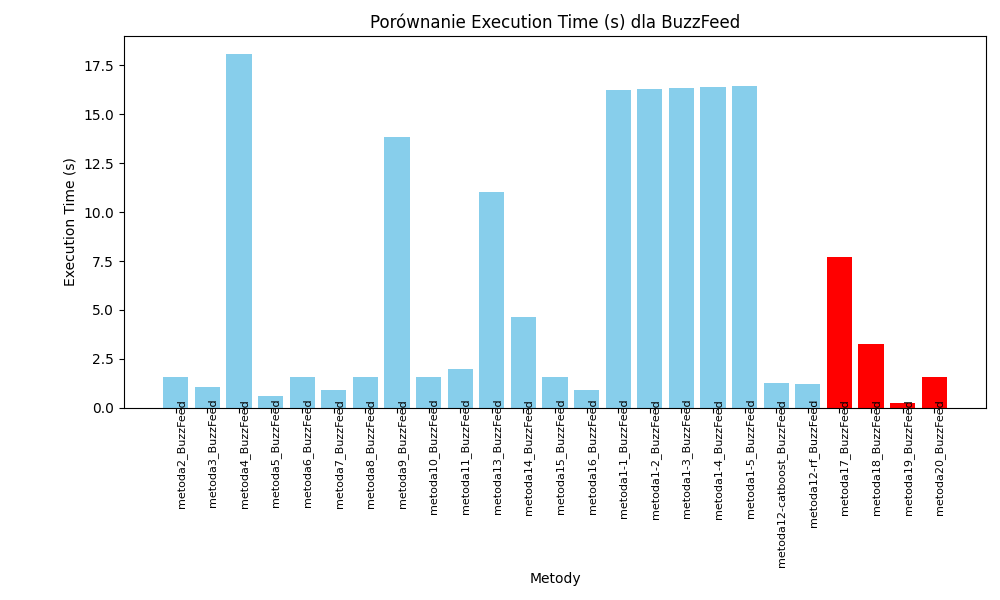 Porównanie Execution Time (s) dla BuzzFeed
Execution Time (s)
17.5
15.0
12.5
10.0
7.5
5.0
2.5
0.0
metoda2_BuzzFeed
metoda3_BuzzFeed
metoda4_BuzzFeed
metoda5_BuzzFeed
metoda6_BuzzFeed
metoda7_BuzzFeed
metoda8_BuzzFeed
metoda9_BuzzFeed
metoda10_BuzzFeed
metoda11_BuzzFeed
metoda13_BuzzFeed
metoda14_BuzzFeed
metoda15_BuzzFeed
metoda16_BuzzFeed
metoda1-1_BuzzFeed
metoda1-2_BuzzFeed
metoda1-3_BuzzFeed
metoda1-4_BuzzFeed
metoda1-5_BuzzFeed
metoda12-catboost_BuzzFeed
metoda12-rf_BuzzFeed
metoda17_BuzzFeed
metoda18_BuzzFeed
metoda19_BuzzFeed
metoda20_BuzzFeed
Metody